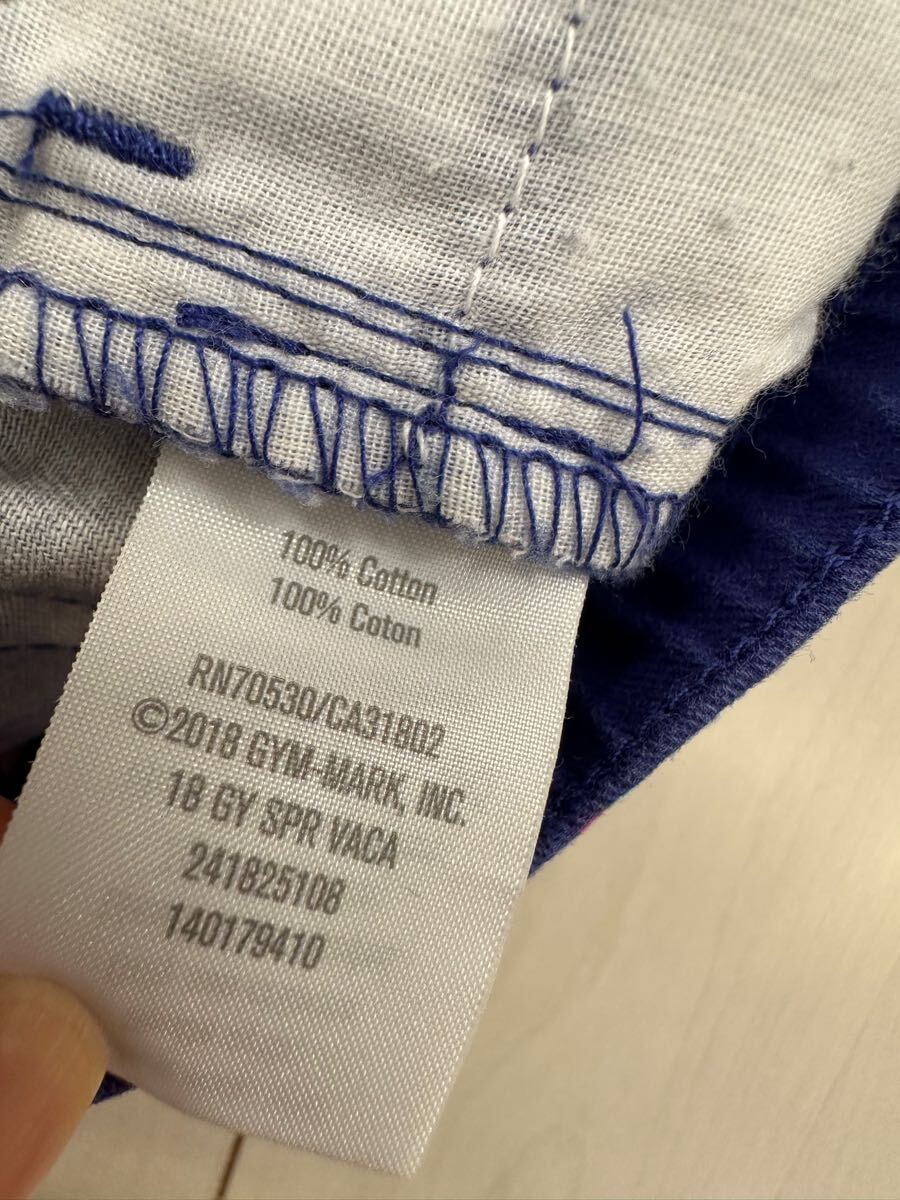 100% Cotton
100% Coton
RN70530/CA31802
©2018 GYM-MARK, INC.
18 GY SPR VACA
241825108
140179410